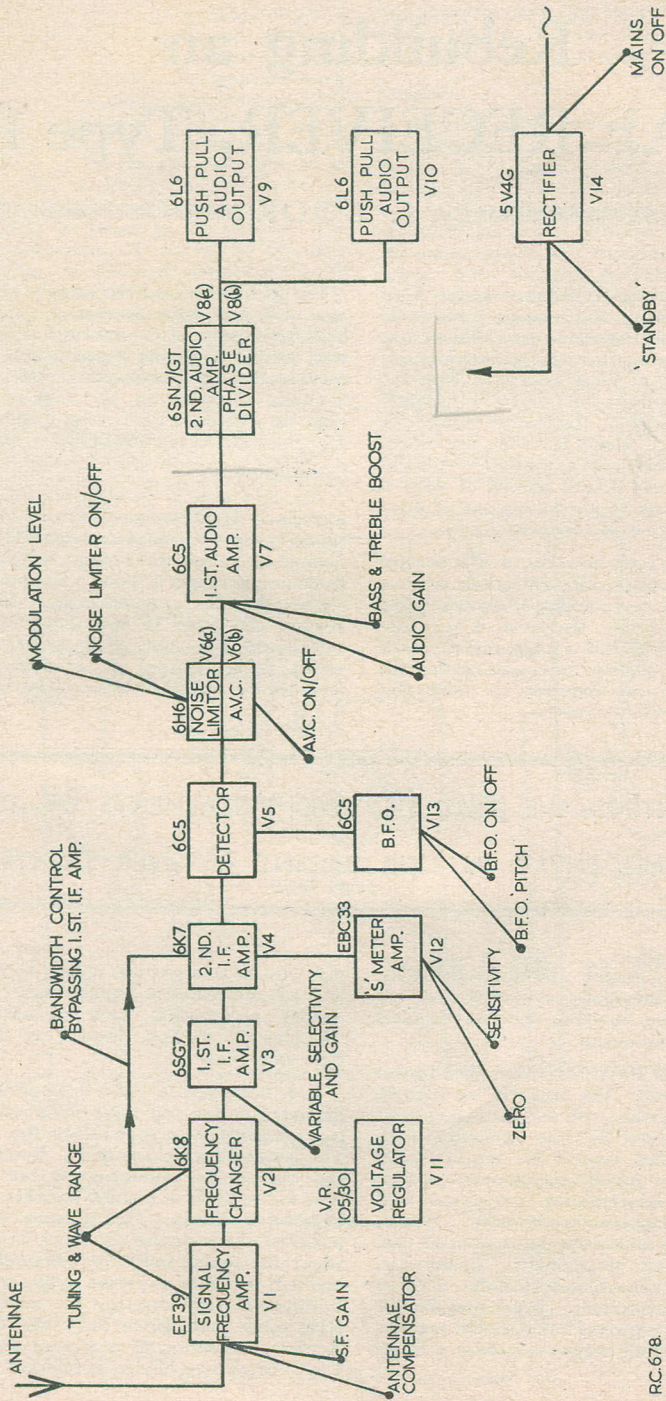 ANTENNAE
TUNING & WAVE RANGE
BANDWIDTH CONTROL
BYPASSING I.ST. I.F. AMP.
MODULATION LEVEL
NOISE LIMITER ON/OFF
EF39
SIGNAL
FREQUENCY
AMP.
V1
S.F. GAIN
ANTENNAE
COMPENSATOR
6K8
FREQUENCY
CHANGER
V2
V.R.
105/30
VOLTAGE
REGULATOR
V11
6SG7
I.ST.
I.F.
AMP.
V3
VARIABLE SELECTIVITY
AND GAIN
6K7
2.ND.
I.F.
AMP.
V4
EBC33
'S' METER
AMP.
V12
ZERO
SENSITIVITY
6C5
DETECTOR
V5
6C5
B.F.O.
V13
B.F.O. ON OFF
B.F.O. PITCH
6H6
NOISE
LIMITOR
V6(a)
A.V.C.
V6(b)
A.V.C. ON/OFF
6C5
I.ST. AUDIO
AMP.
V7
BASS & TREBLE BOOST
AUDIO GAIN
6SN7/GT
2.ND. AUDIO
AMP.
V8(a)
PHASE
DIVIDER
V8(b)
6L6
PUSH PULL
AUDIO
OUTPUT
V9
6L6
PUSH PULL
AUDIO
OUTPUT
V10
5V4G
RECTIFIER
V14
'STANDBY'
MAINS
ON OFF
R.C.678.